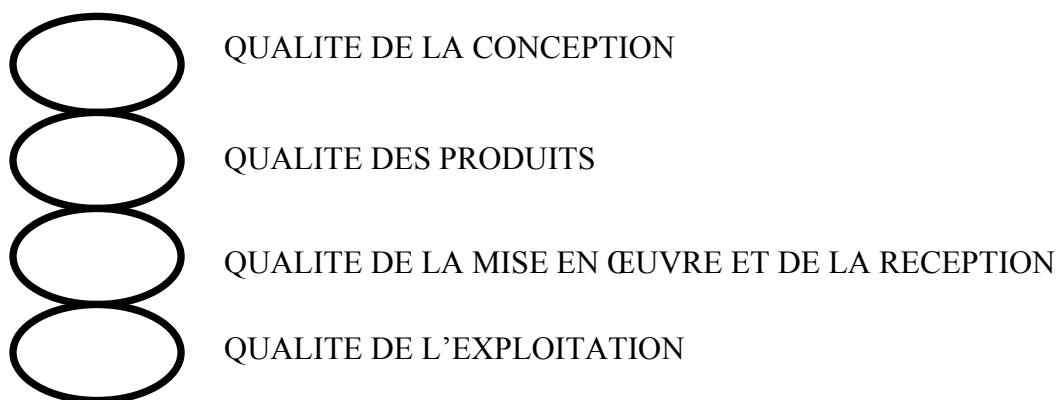 QUALITE DE LA CONCEPTION
QUALITE DES PRODUITS
QUALITE DE LA MISE EN ŒUVRE ET DE LA RECEPTION
QUALITE DE L’EXPLOITATION